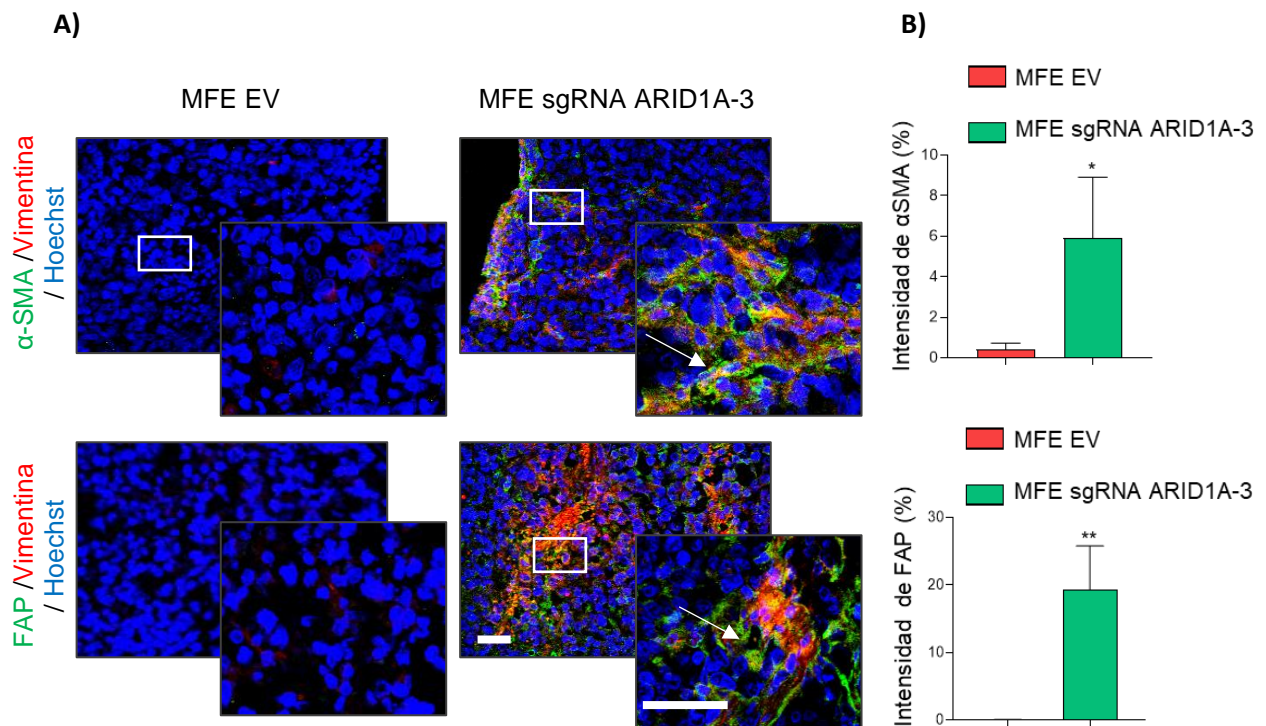 A)
MFE EV
MFE sgRNA ARID1A-3
α-SMA /Vimentina
/ Hoechst
FAP /Vimentina
/ Hoechst
B)
MFE EV
MFE sgRNA ARID1A-3
Intensidad de αSMA (%)
10
8
6
4
2
0
*
MFE EV
MFE sgRNA ARID1A-3
Intensidad de FAP (%)
30
20
10
0
**